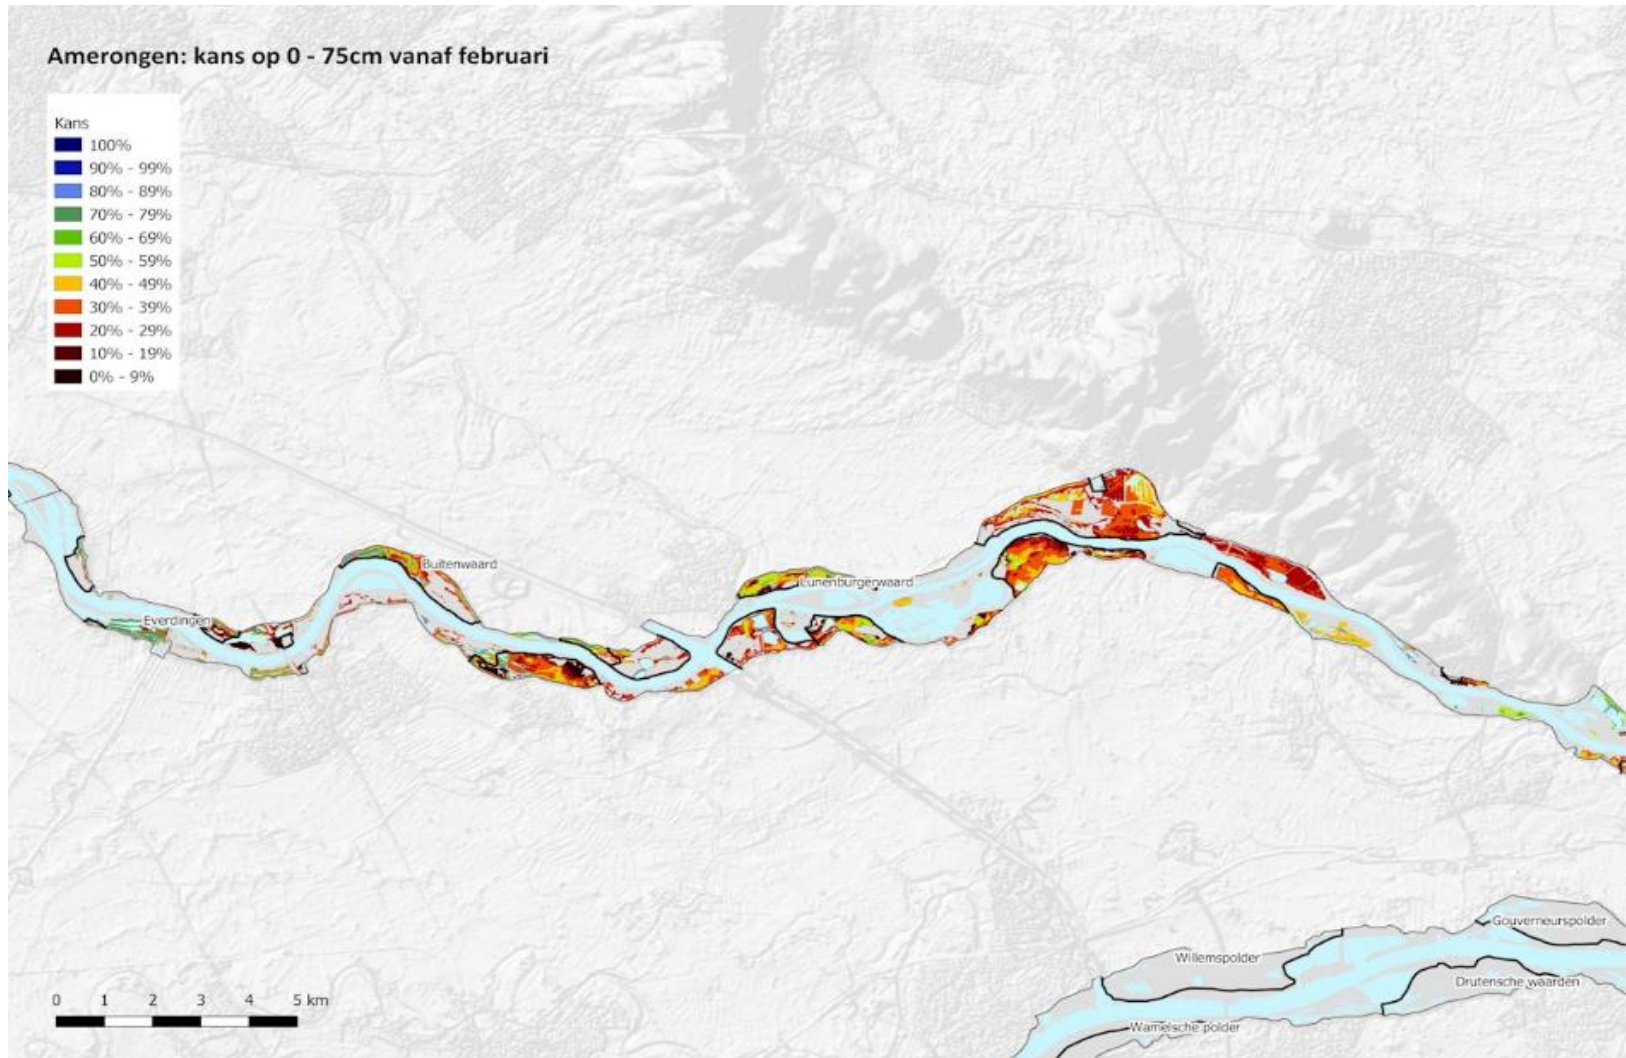 Amerongen: kans op 0 - 75cm vanaf februari
Kans
100%
90% - 99%
80% - 89%
70% - 79%
60% - 69%
50% - 59%
40% - 49%
30% - 39%
20% - 29%
10% - 19%
0% - 9%
Buitenwaard
Lunenburgerwaard
Everdingen
Gouverneurspolder
Willemspolder
Drutensche waarden
Wamelsche polder
0 1 2 3 4 5 km